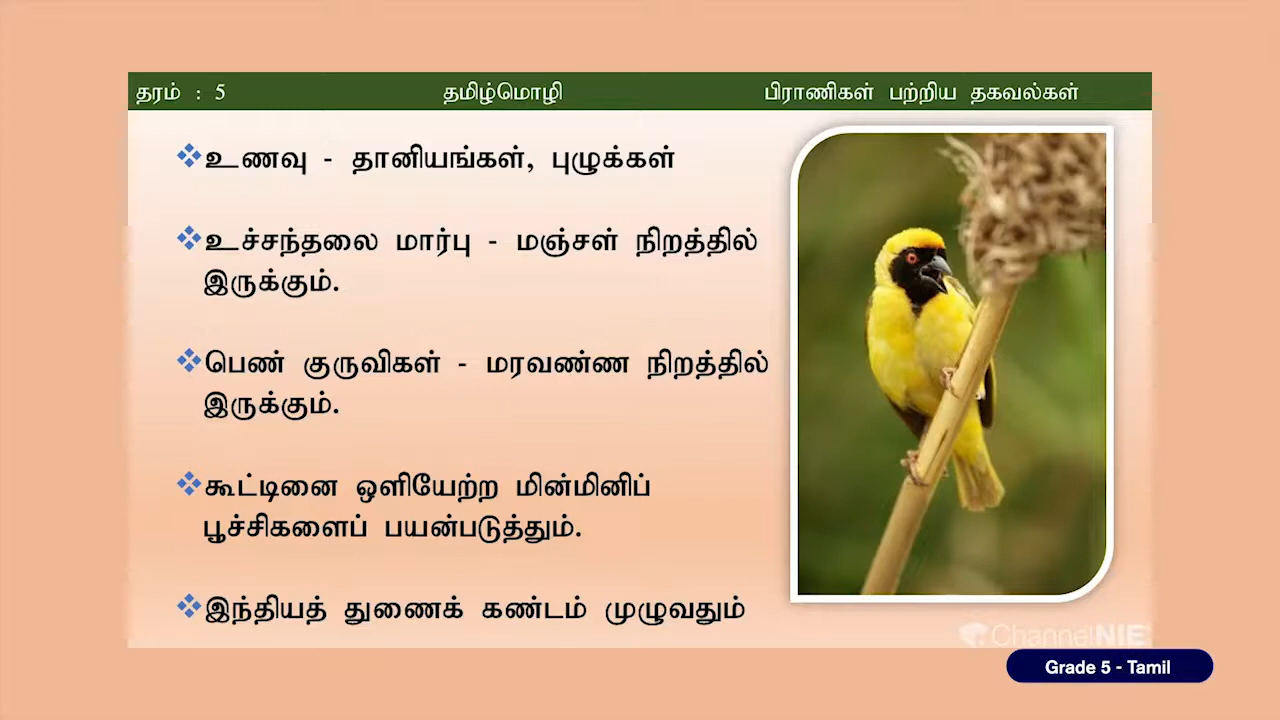 தரம் : 5 தமிழ்மொழி பிராணிகள் பற்றிய தகவல்கள்
உணவு - தானியங்கள், புழுக்கள்
உச்சந்தலை மார்பு - மஞ்சள் நிறத்தில்
இருக்கும்.
பெண் குருவிகள் - மரவண்ண நிறத்தில்
இருக்கும்.
கூட்டினை ஒளியேற்ற மின்மினிப்
பூச்சிகளைப் பயன்படுத்தும்.
இந்தியத் துணைக் கண்டம் முழுவதும்
ChannelNIE
Grade 5 - Tamil